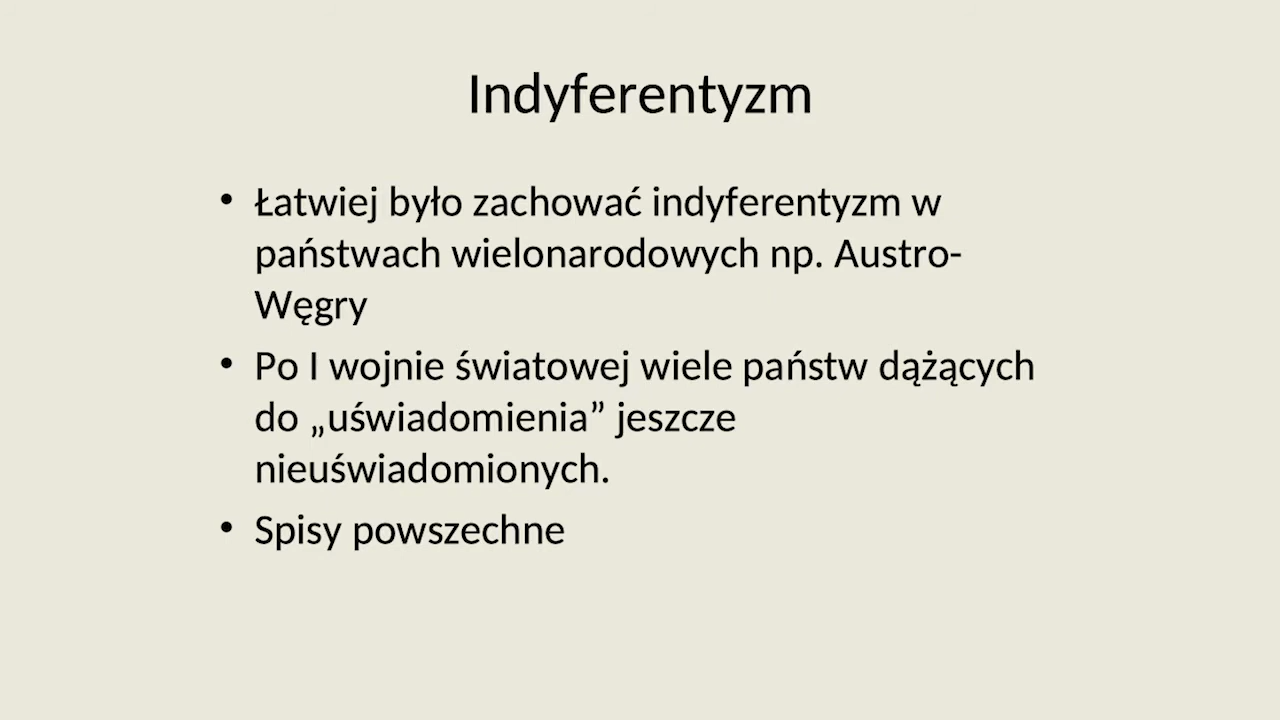 Indyferentyzm
• Łatwiej było zachować indyferentyzm w
państwach wielonarodowych np. Austro-
Węgry
• Po I wojnie światowej wiele państw dążących
do „uświadomienia” jeszcze
nieuświadomionych.
• Spisy powszechne